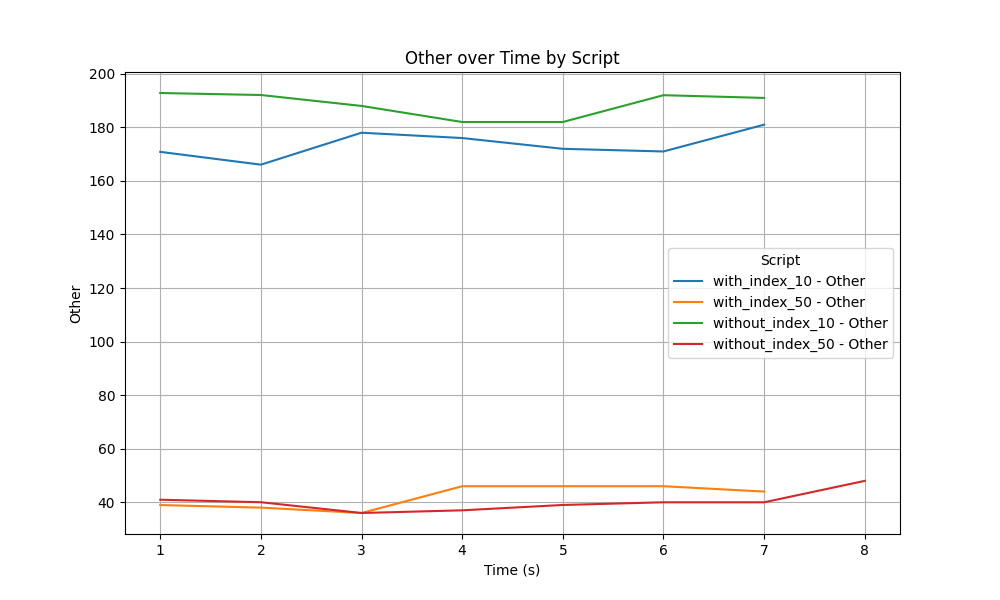 Other over Time by Script
Other
200
180
160
140
120
100
80
60
40
Script
with_index_10 - Other
with_index_50 - Other
without_index_10 - Other
without_index_50 - Other
1 2 3 4 5 6 7 8
Time (s)